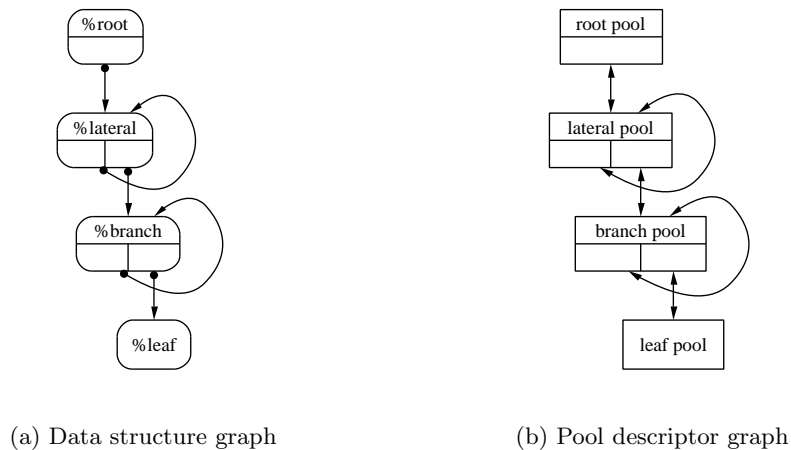 %root
%lateral
%branch
%leaf
(a) Data structure graph
root pool
lateral pool
branch pool
leaf pool
(b) Pool descriptor graph